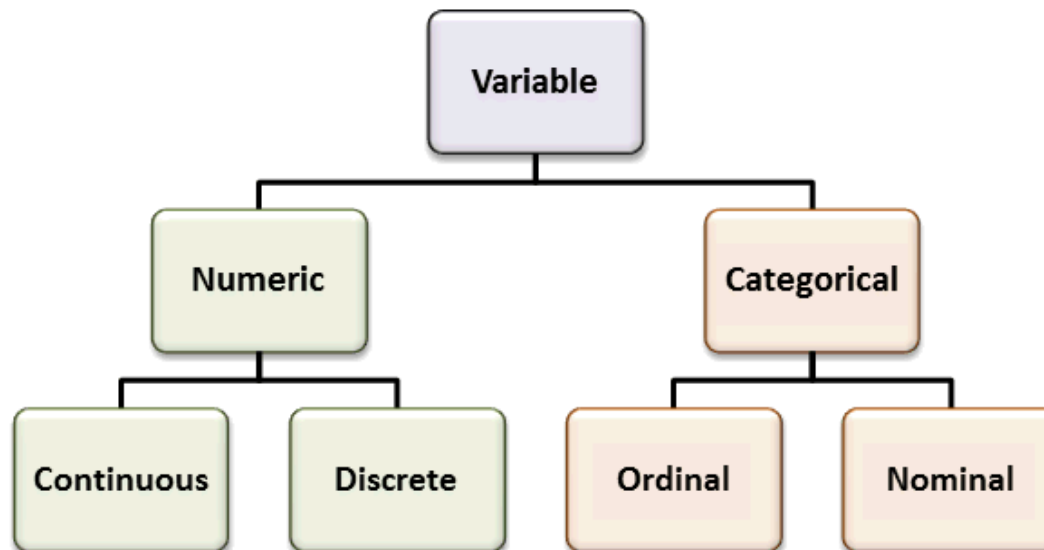 Variable
Numeric
Categorical
Continuous
Discrete
Ordinal
Nominal